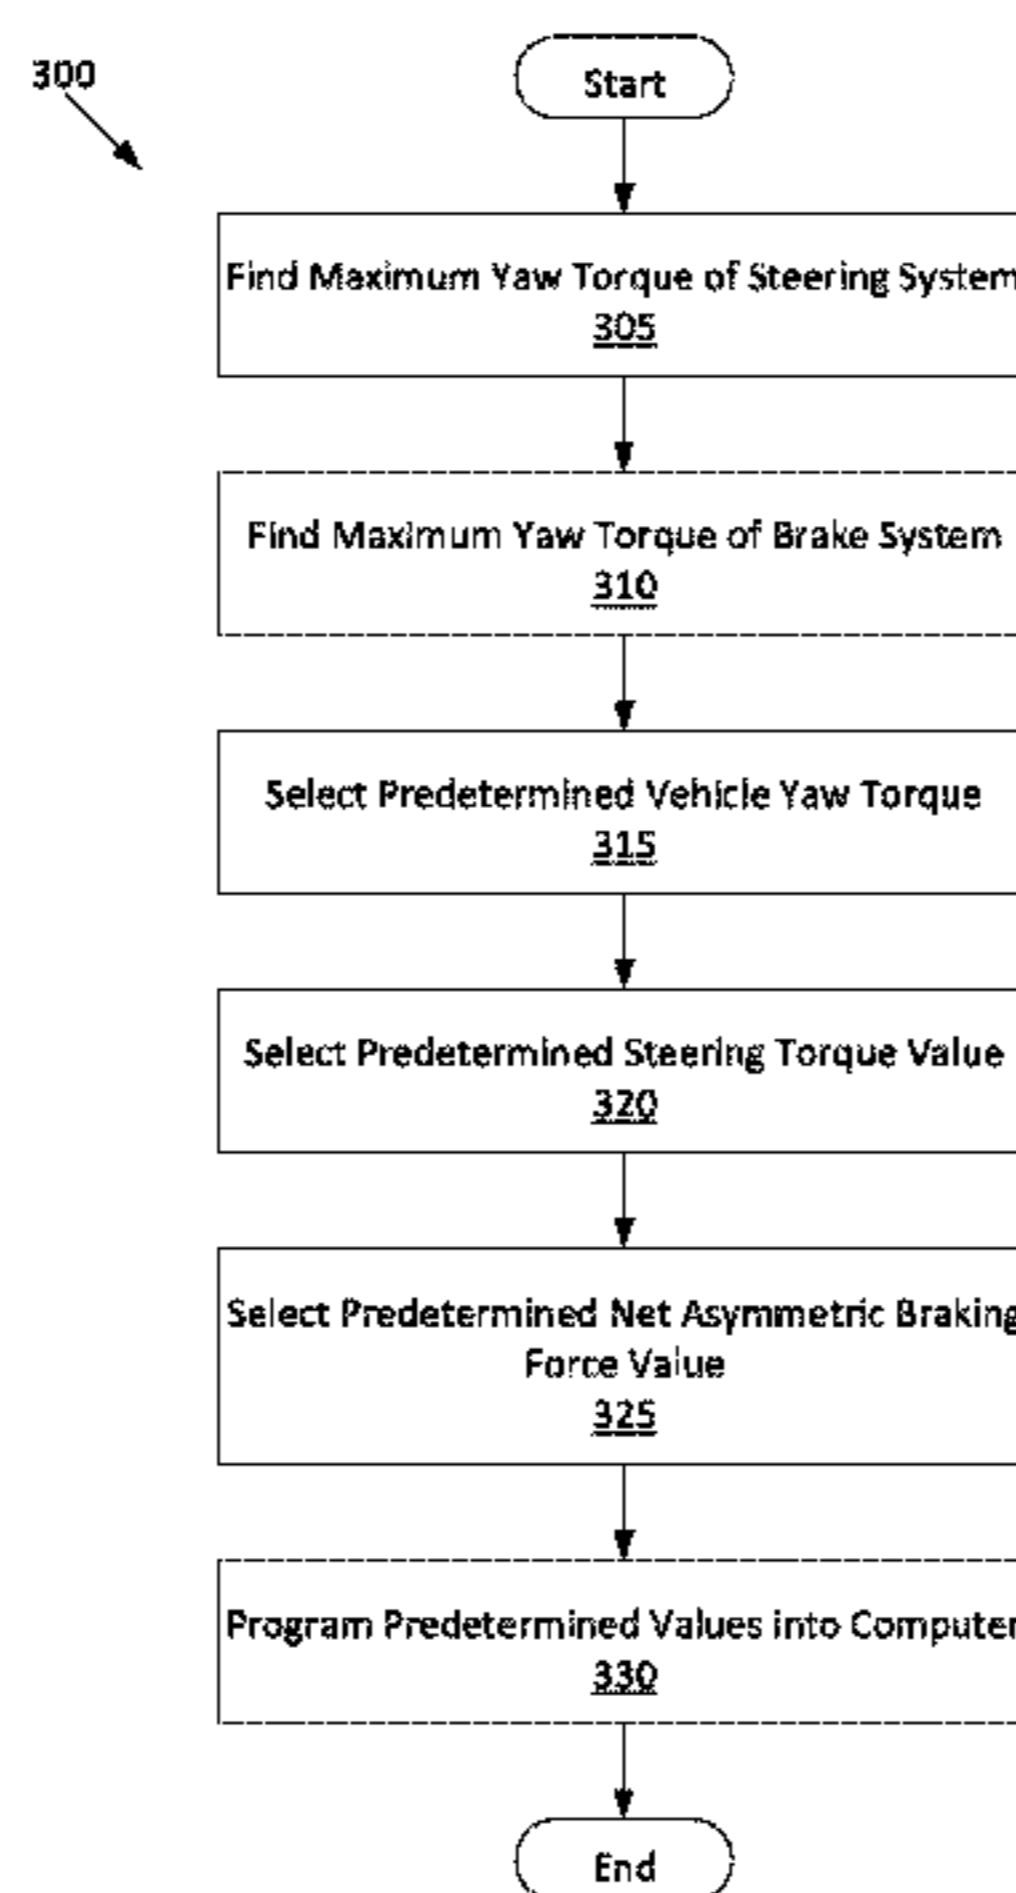 300
Start
Find Maximum Yaw Torque of Steering System
305
Find Maximum Yaw Torque of Brake System
310
Select Predetermined Vehicle Yaw Torque
315
Select Predetermined Steering Torque Value
320
Select Predetermined Net Asymmetric Braking
Force Value
325
Program Predetermined Values into Computer
330
End